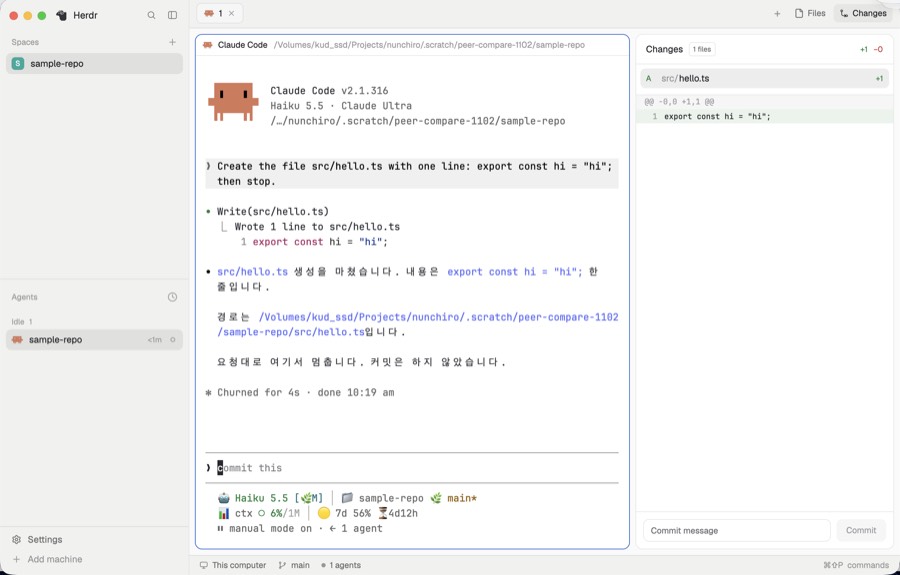 Herdr
Spaces
S sample-repo
Agents
Idle 1
sample-repo <1m
Settings
Add machine
1
Files
Changes
Claude Code /Volumes/kud_ssd/Projects/nunchiro/.scratch/peer-compare-1102/sample-repo
Claude Code v2.1.316
Haiku 5.5 · Claude Ultra
/…/nunchiro/.scratch/peer-compare-1102/sample-repo
❯ Create the file src/hello.ts with one line: export const hi = "hi";
then stop.
Write(src/hello.ts)
Wrote 1 line to src/hello.ts
1 export const hi = "hi";
src/hello.ts 생성을 마쳤습니다. 내용은 export const hi = "hi"; 한
줄입니다.
경로는 /Volumes/kud_ssd/Projects/nunchiro/.scratch/peer-compare-1102
/sample-repo/src/hello.ts입니다.
요청대로 여기서 멈춥니다. 커밋은 하지 않았습니다.
✻ Churned for 4s · done 10:19 am
❯ commit this
Haiku 5.5 [🌿M] │ sample-repo 🌿 main*
ctx ○ 6%/1M │ 7d 56% ⏳4d12h
⏸ manual mode on · ← 1 agent
Changes 1 files +1 −0
A src/hello.ts +1
@@ -0,0 +1,1 @@
1 export const hi = "hi";
Commit message
Commit
This computer
main
1 agents
⌘⇧P commands